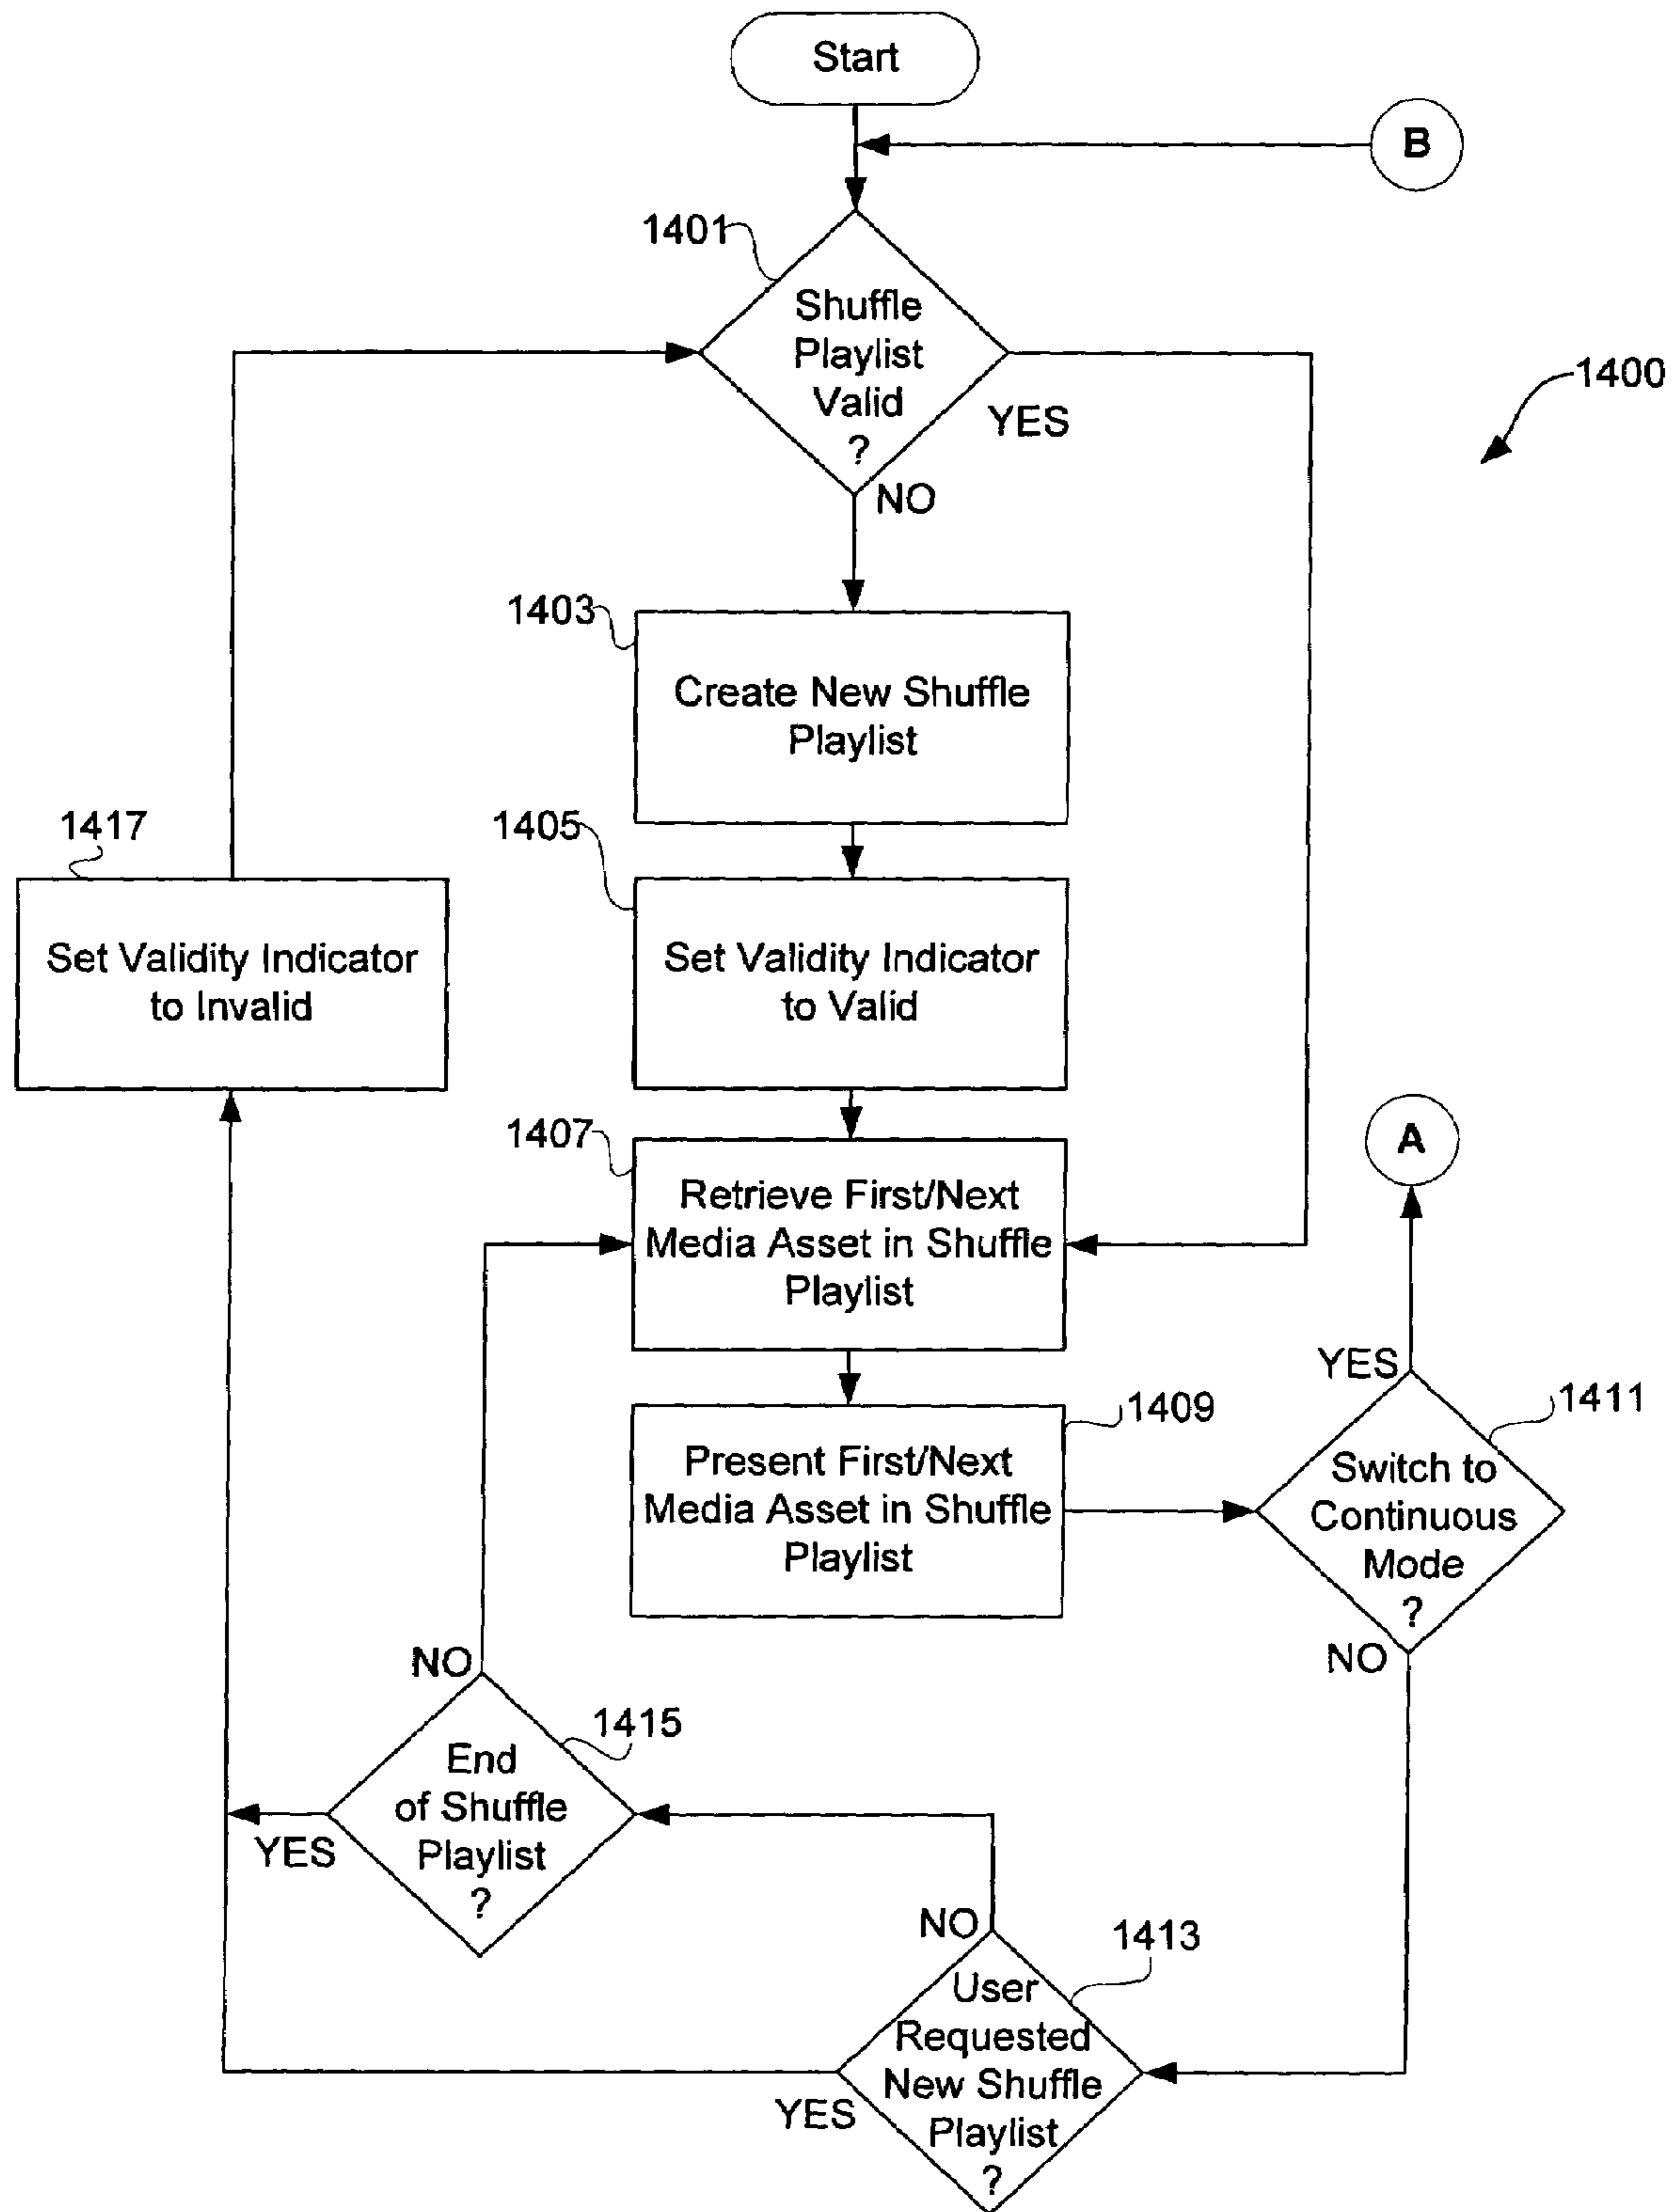 Start
B
1401
Shuffle
Playlist
Valid
?
YES
NO
1400
1403
Create New Shuffle
Playlist
1417
Set Validity Indicator
to Invalid
1405
Set Validity Indicator
to Valid
1407
Retrieve First/Next
Media Asset in Shuffle
Playlist
A
1409
Present First/Next
Media Asset in Shuffle
Playlist
YES
1411
Switch to
Continuous
Mode
?
NO
NO
1415
End
of Shuffle
Playlist
?
YES
NO
1413
User
Requested
New Shuffle
Playlist
?
YES